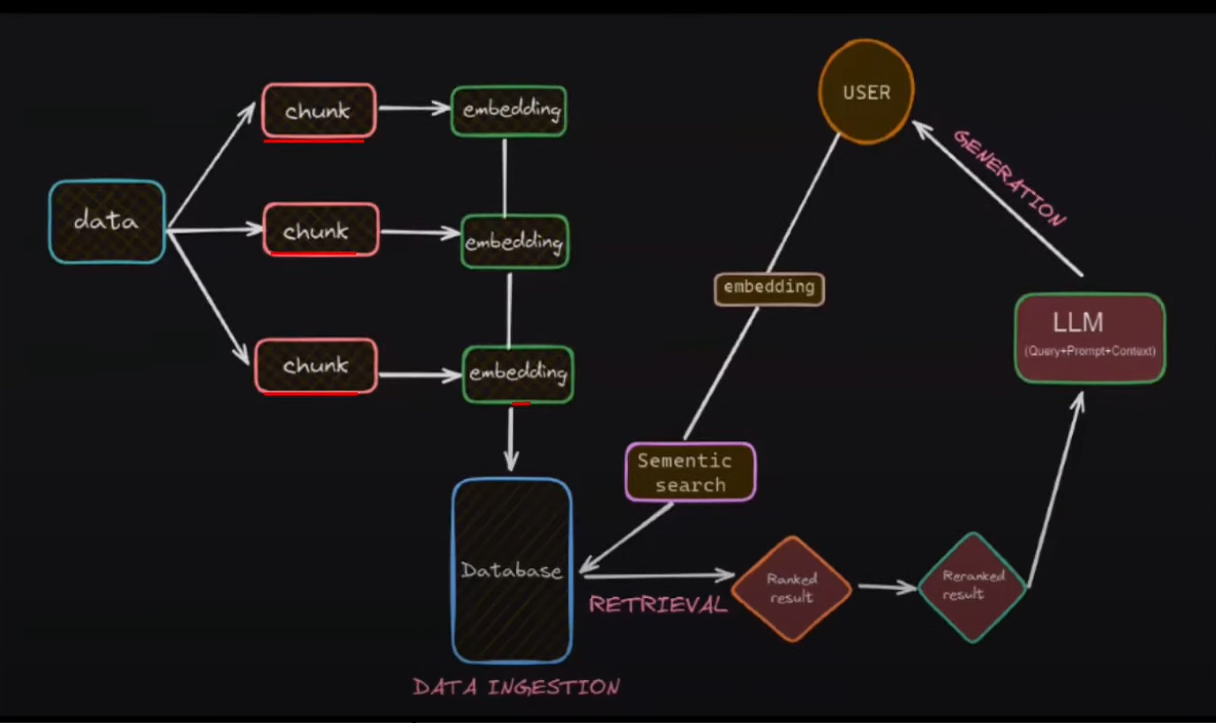 data
chunk
chunk
chunk
embedding
embedding
embedding
Database
DATA INGESTION
USER
embedding
Sementic
search
RETRIEVAL
Ranked
result
Reranked
result
LLM
(Query+Prompt+Context)
GENERATION